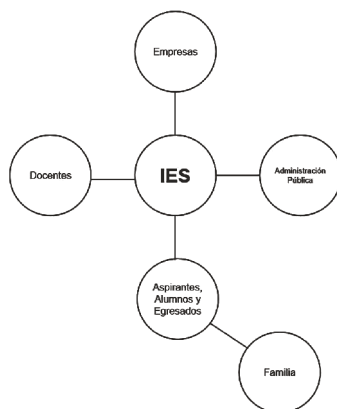 Empresas
Docentes
IES
Administración
Pública
Aspirantes,
Alumnos y
Egresados
Familia